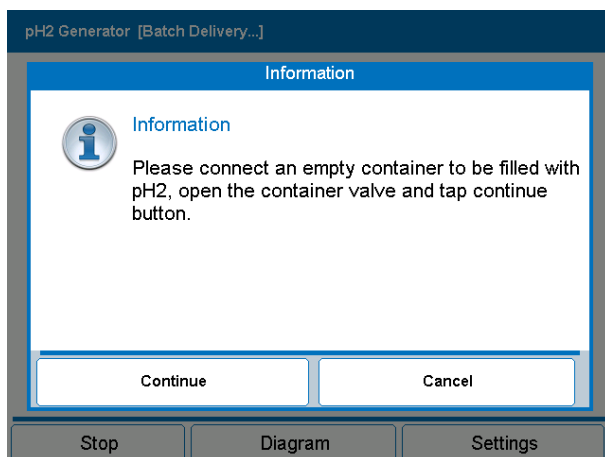 pH2 Generator [Batch Delivery...]
Information
Information
Please connect an empty container to be filled with
pH2, open the container valve and tap continue
button.
Continue Cancel
Stop Diagram Settings